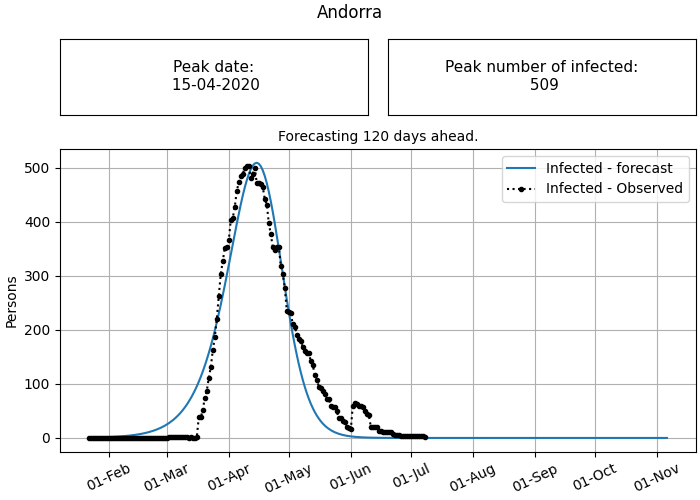 Andorra
Peak date:
15-04-2020
Peak number of infected:
509
Forecasting 120 days ahead.
Infected - forecast
Infected - Observed
Persons
500
400
300
200
100
0
01-Feb
01-Mar
01-Apr
01-May
01-Jun
01-Jul
01-Aug
01-Sep
01-Oct
01-Nov